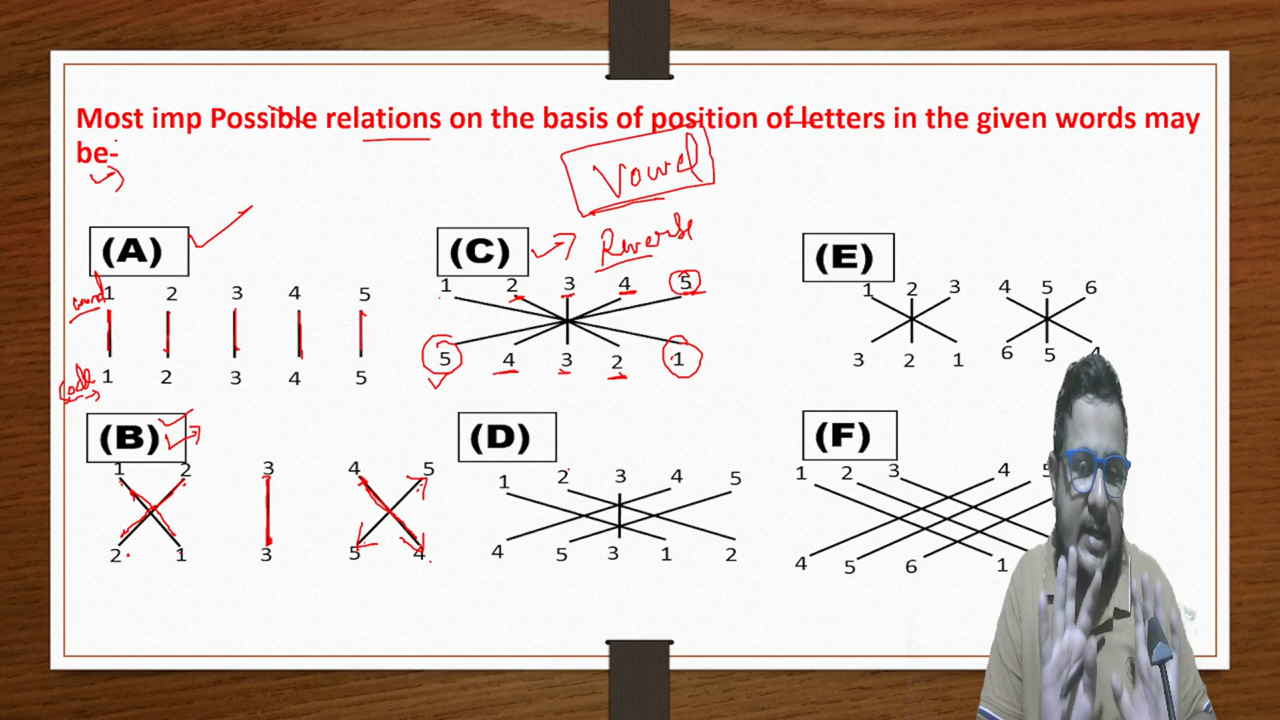 Most imp Possible relations on the basis of position of letters in the given words may
be-
Vowel
(A)
(C)
Reverse
(E)
word
1 2 3 4 5
1 2 3 4 5
1 2 3 4 5 6
Code
1 2 3 4 5
5 4 3 2 1
3 2 1 6 5 4
(B)
(D)
(F)
1 2 3 4 5
1 2 3 4 5
1 2 3 4 5
2 1 3 5 4
4 5 3 1 2
4 5 6 1